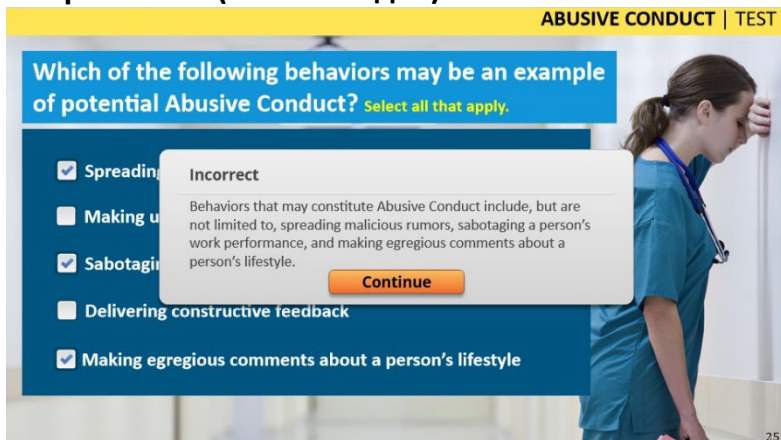 ABUSIVE CONDUCT | TEST
Which of the following behaviors may be an example
of potential Abusive Conduct? Select all that apply.
Spreading
Incorrect
Behaviors that may constitute Abusive Conduct include, but are
not limited to, spreading malicious rumors, sabotaging a person's
work performance, and making egregious comments about a
person's lifestyle.
Continue
Making u
Sabotagin
Delivering constructive feedback
Making egregious comments about a person's lifestyle
25